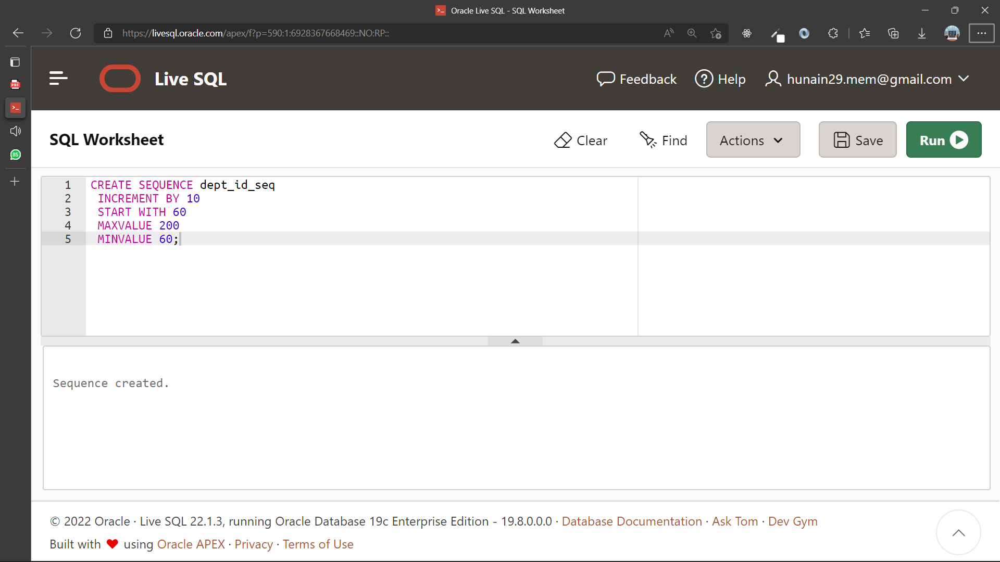 Oracle Live SQL - SQL Worksheet
https://livesql.oracle.com/apex/f?p=590:1:6928367668469::NO:RP::
PDF
85
Live SQL
Feedback
Help
hunain29.mem@gmail.com
SQL Worksheet
Clear
Find
Actions
Save
Run
1 CREATE SEQUENCE dept_id_seq
2 INCREMENT BY 10
3 START WITH 60
4 MAXVALUE 200
5 MINVALUE 60;
Sequence created.
© 2022 Oracle · Live SQL 22.1.3, running Oracle Database 19c Enterprise Edition - 19.8.0.0.0 · Database Documentation · Ask Tom · Dev Gym
Built with ❤ using Oracle APEX · Privacy · Terms of Use